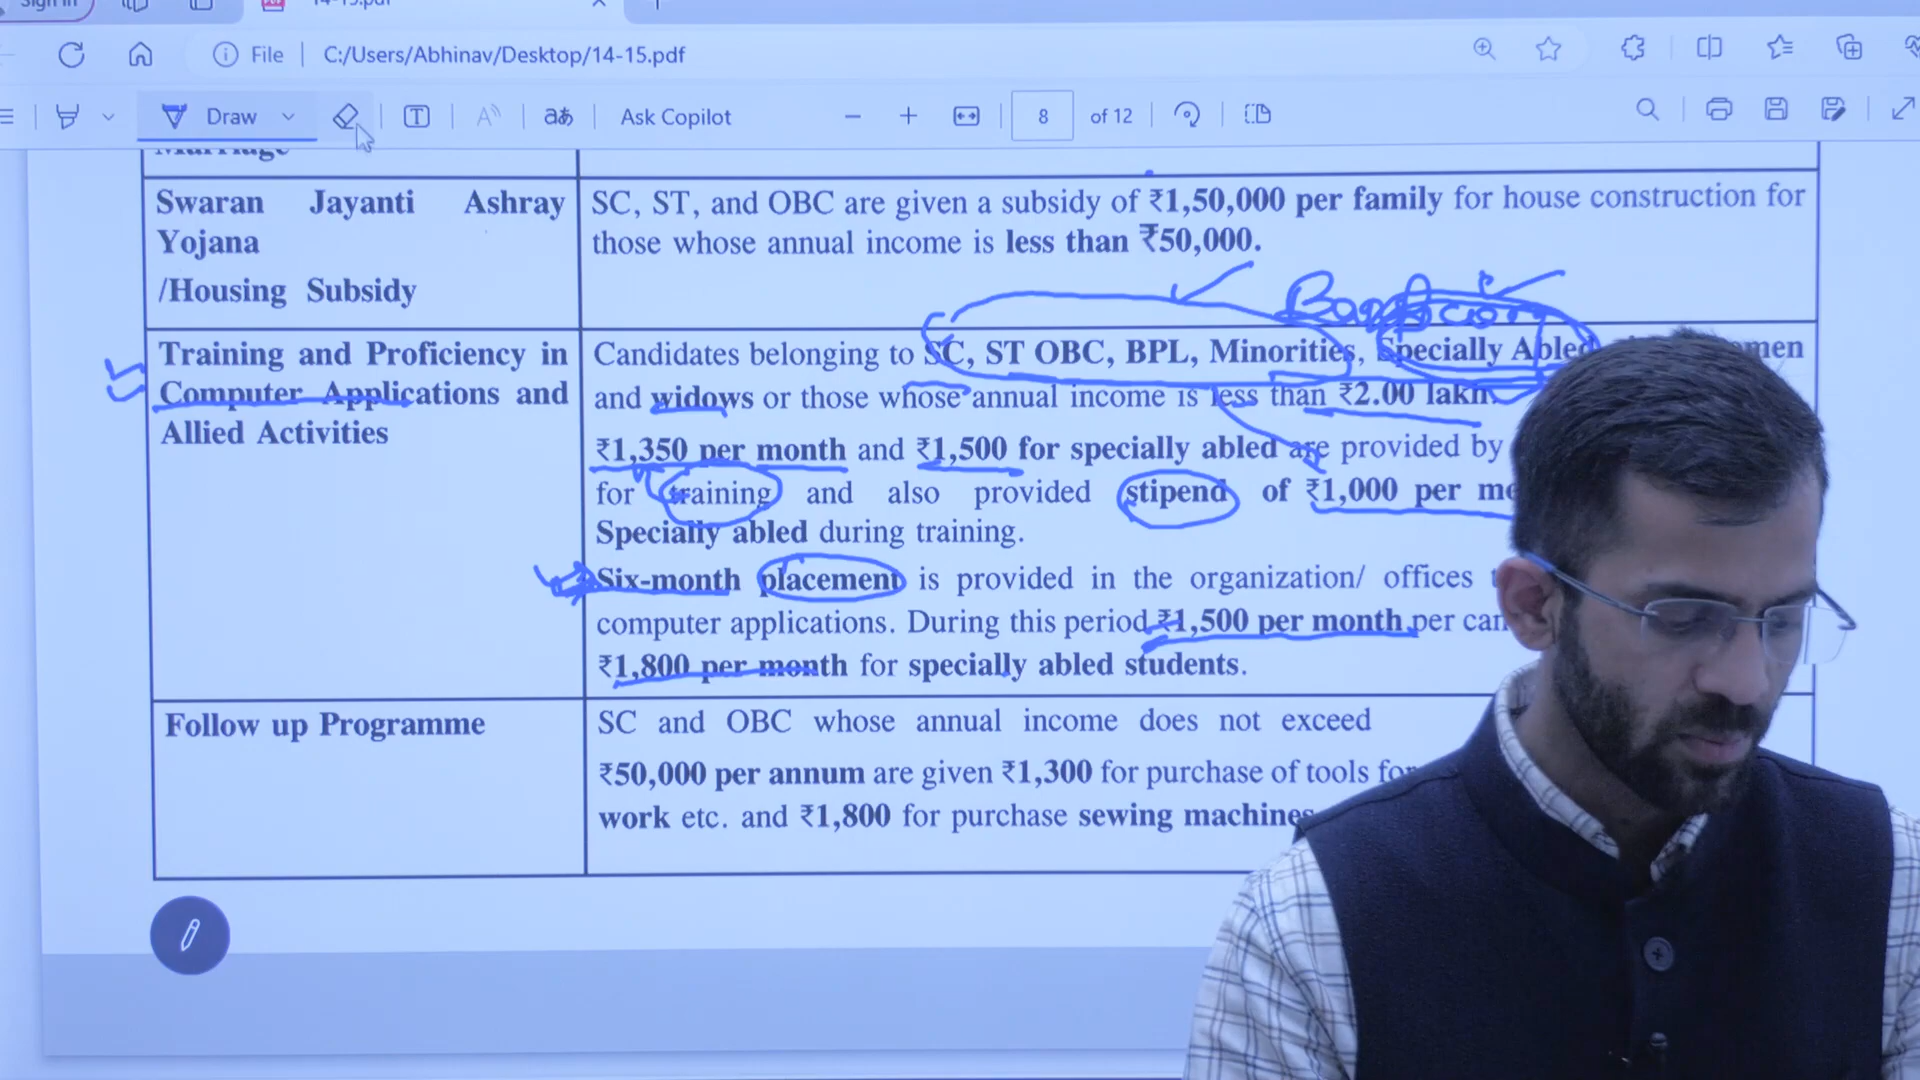 Sign in
14-15.pdf
File
C:/Users/Abhinav/Desktop/14-15.pdf
Draw
T
A
aあ
Ask Copilot
8
of 12
Marriage
Swaran Jayanti Ashray
Yojana
/Housing Subsidy
SC, ST, and OBC are given a subsidy of ₹1,50,000 per family for house construction for
those whose annual income is less than ₹50,000.
Training and Proficiency in
Computer Applications and
Allied Activities
Candidates belonging to SC, ST OBC, BPL, Minorities, Specially Abled
and widows or those whose annual income is less than ₹2.00 lakh.
₹1,350 per month and ₹1,500 for specially abled are provided by
for training and also provided stipend of ₹1,000 per
Specially abled during training.
Six-month placement is provided in the organization/ offices
computer applications. During this period ₹1,500 per month per
₹1,800 per month for specially abled students.
Follow up Programme
SC and OBC whose annual income does not exceed
₹50,000 per annum are given ₹1,300 for purchase of tools for
work etc. and ₹1,800 for purchase sewing machines